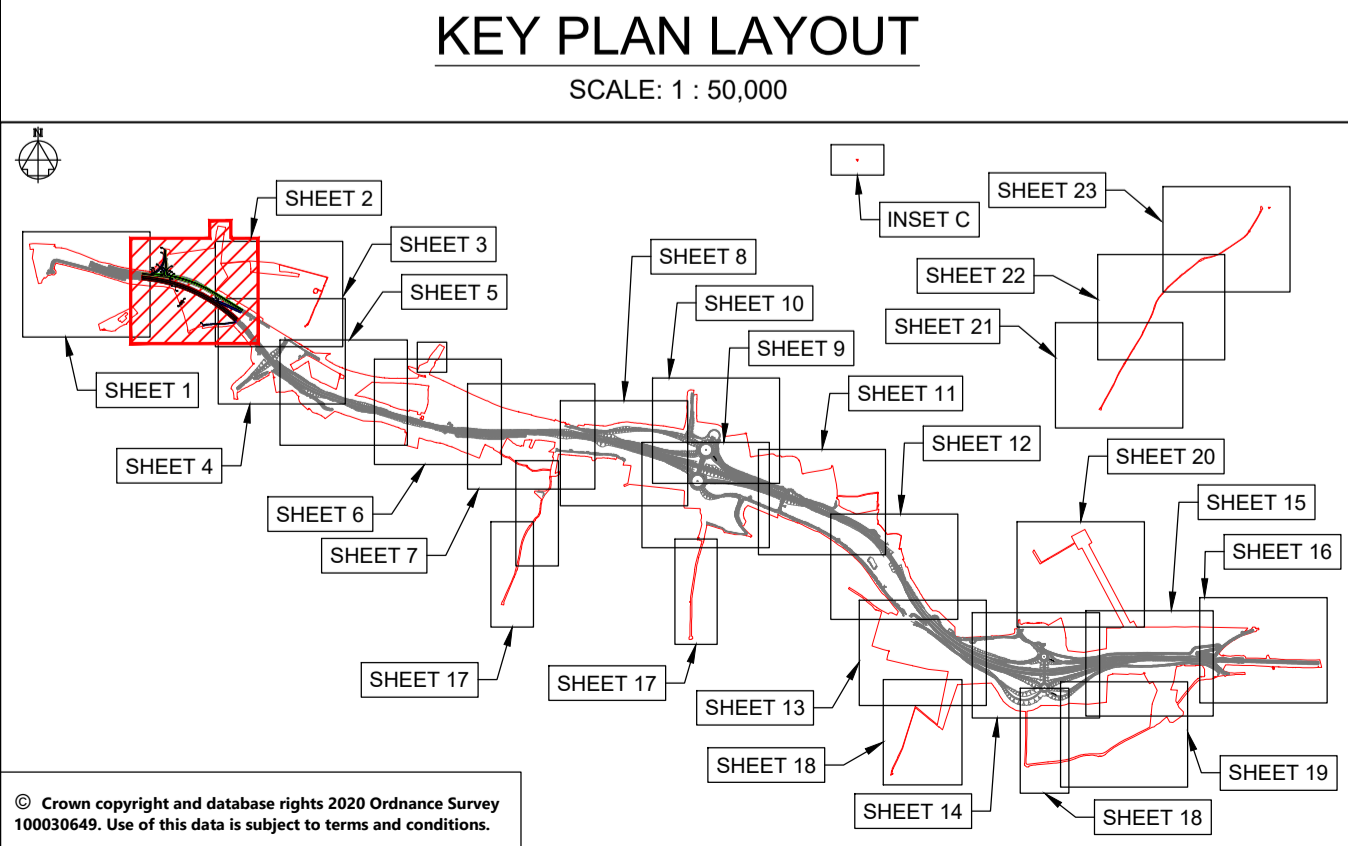 KEY PLAN LAYOUT
SCALE: 1 : 50,000
N
SHEET 2
SHEET 3
SHEET 5
SHEET 8
SHEET 10
SHEET 9
INSET C
SHEET 23
SHEET 22
SHEET 21
SHEET 1
SHEET 4
SHEET 6
SHEET 7
SHEET 11
SHEET 12
SHEET 20
SHEET 15
SHEET 16
SHEET 17
SHEET 17
SHEET 13
SHEET 18
SHEET 14
SHEET 19
SHEET 18
© Crown copyright and database rights 2020 Ordnance Survey
100030649. Use of this data is subject to terms and conditions.